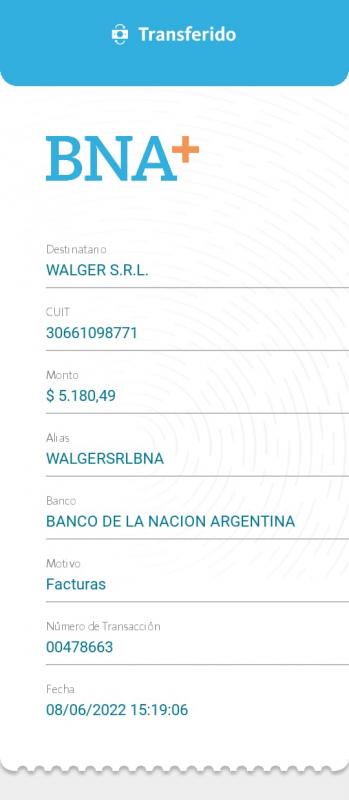 Transferido
BNA+
Destinatario
WALGER S.R.L.
CUIT
30661098771
Monto
$ 5.180,49
Alias
WALGERSRLBNA
Banco
BANCO DE LA NACION ARGENTINA
Motivo
Facturas
Número de Transacción
00478663
Fecha
08/06/2022 15:19:06